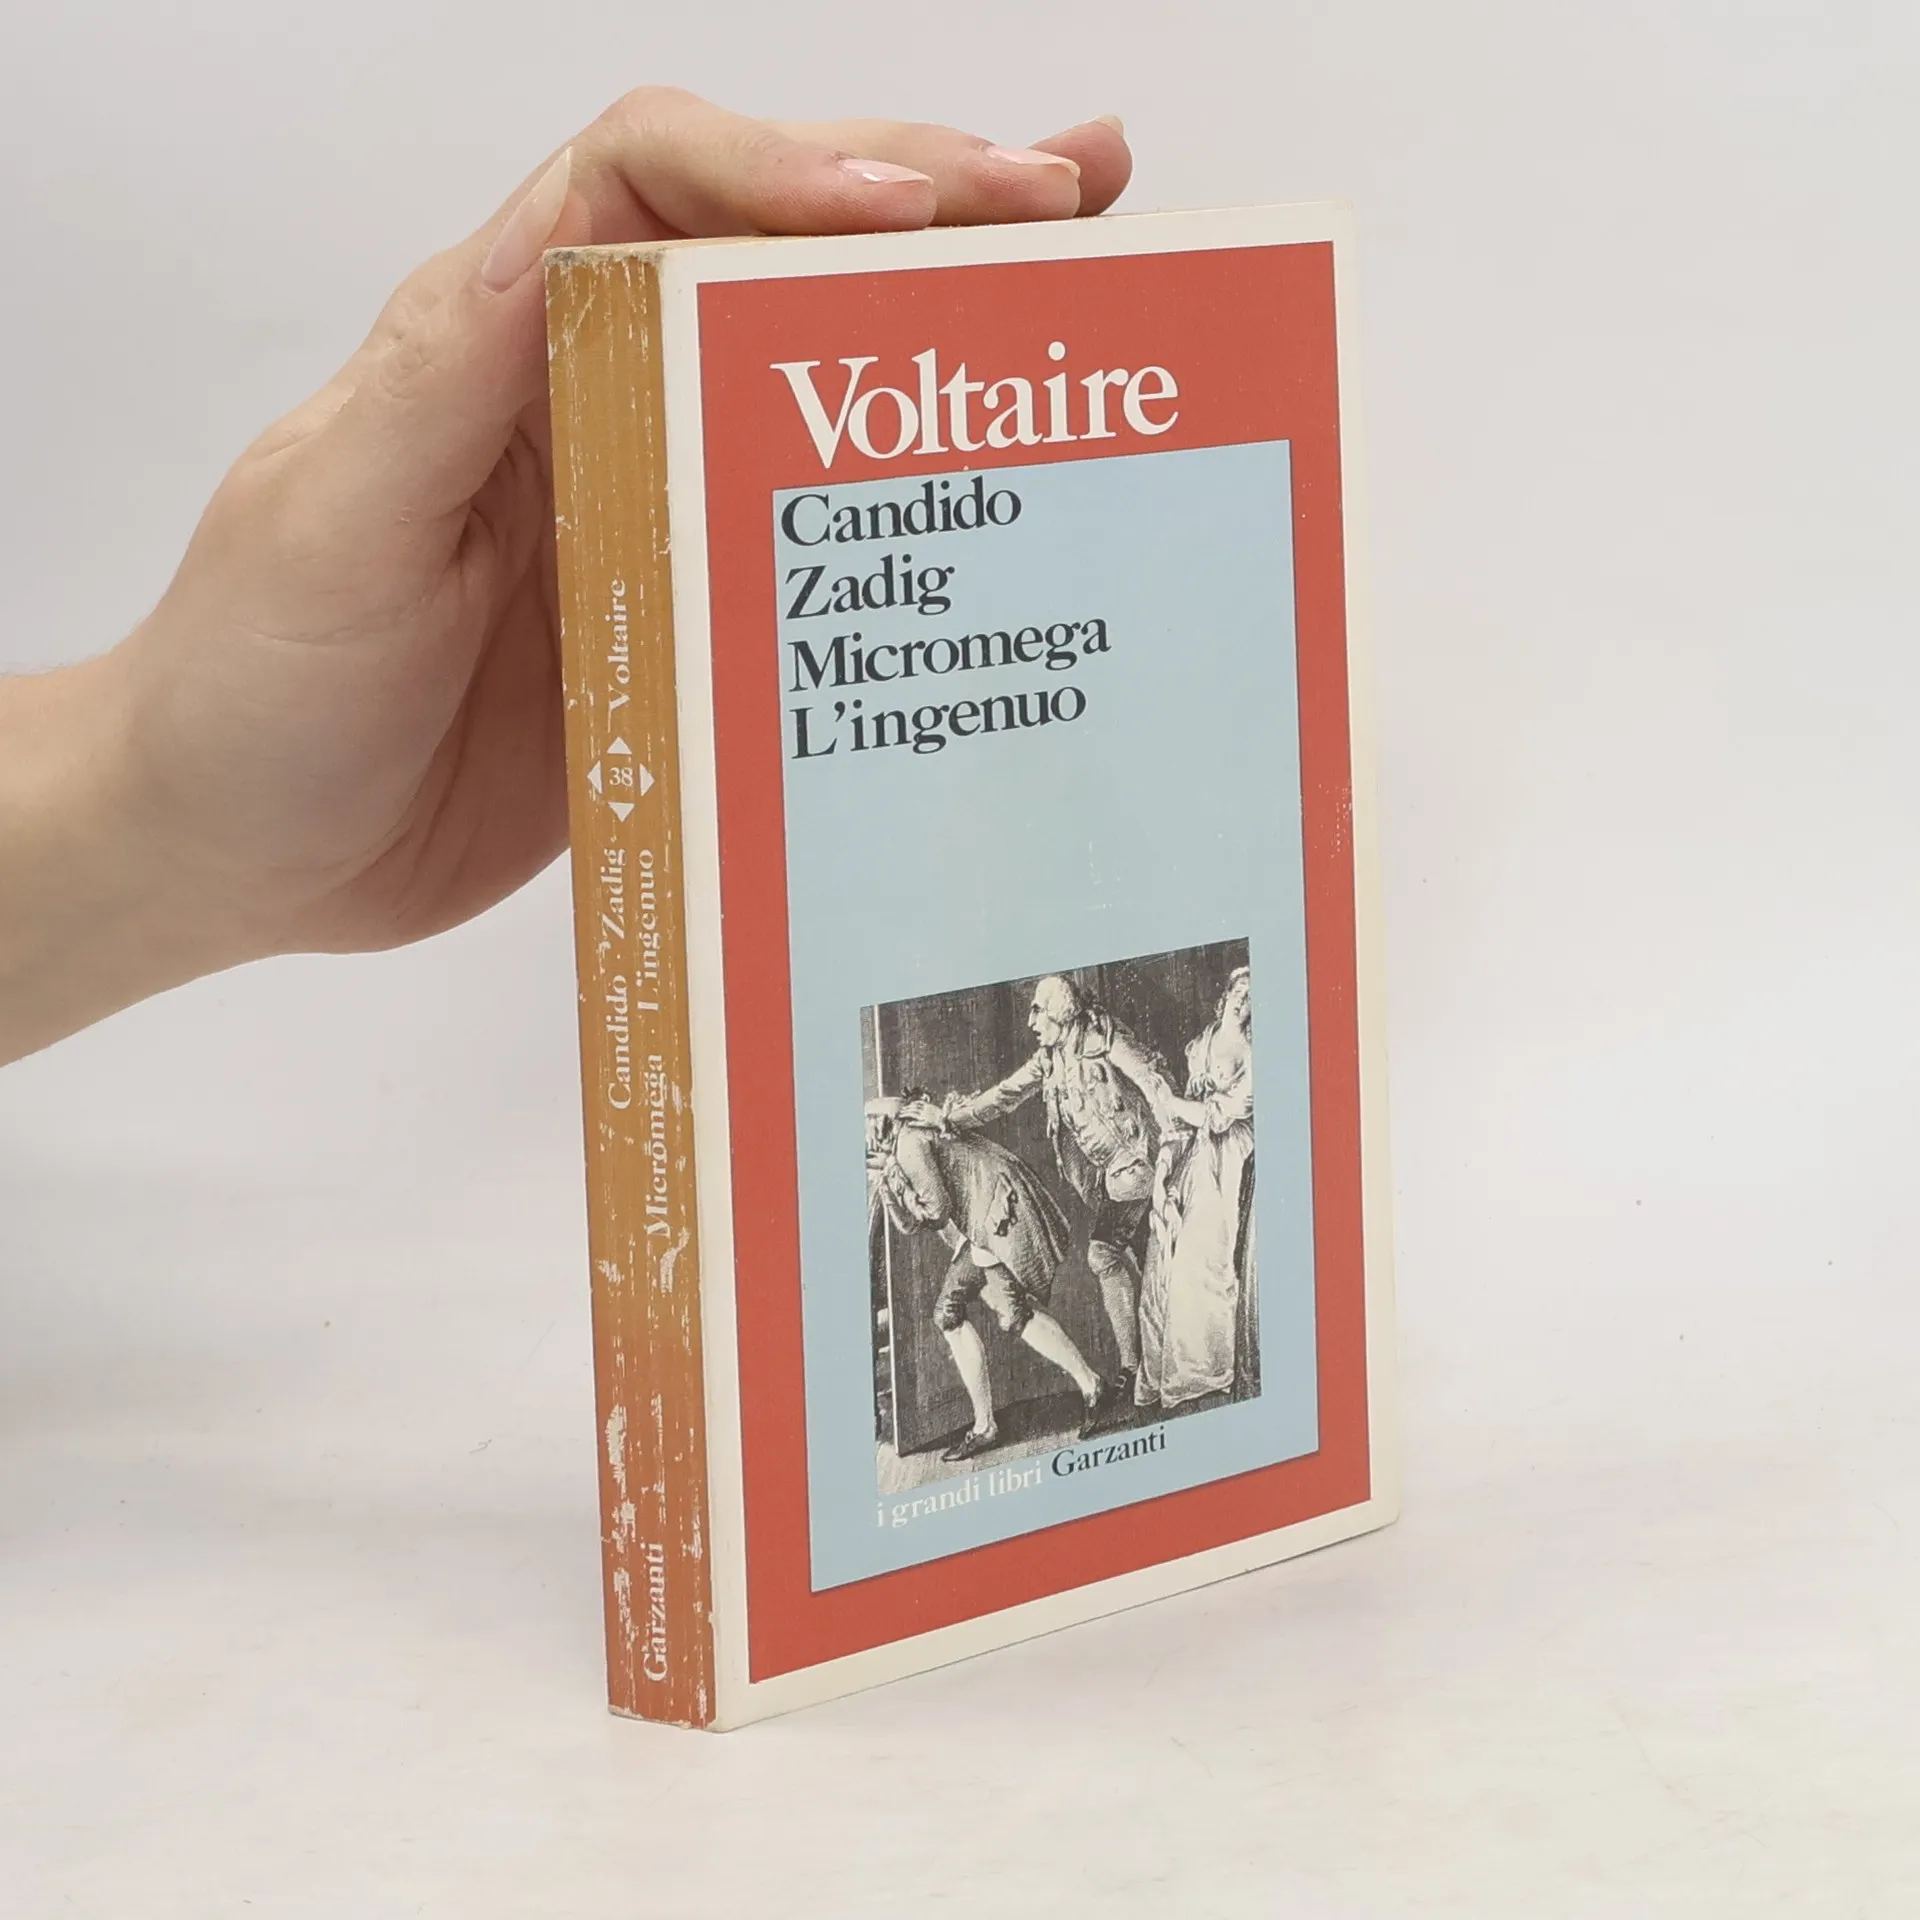 Voltaire
Candido
Zadig
Micromega
L'ingenuo
i grandi libri Garzanti
Voltaire
38
Candido · Zadig
Micromega · L'ingenuo
Garzanti